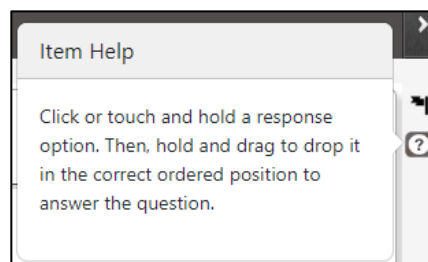 Item Help
Click or touch and hold a response
option. Then, hold and drag to drop it
in the correct ordered position to
answer the question.
?